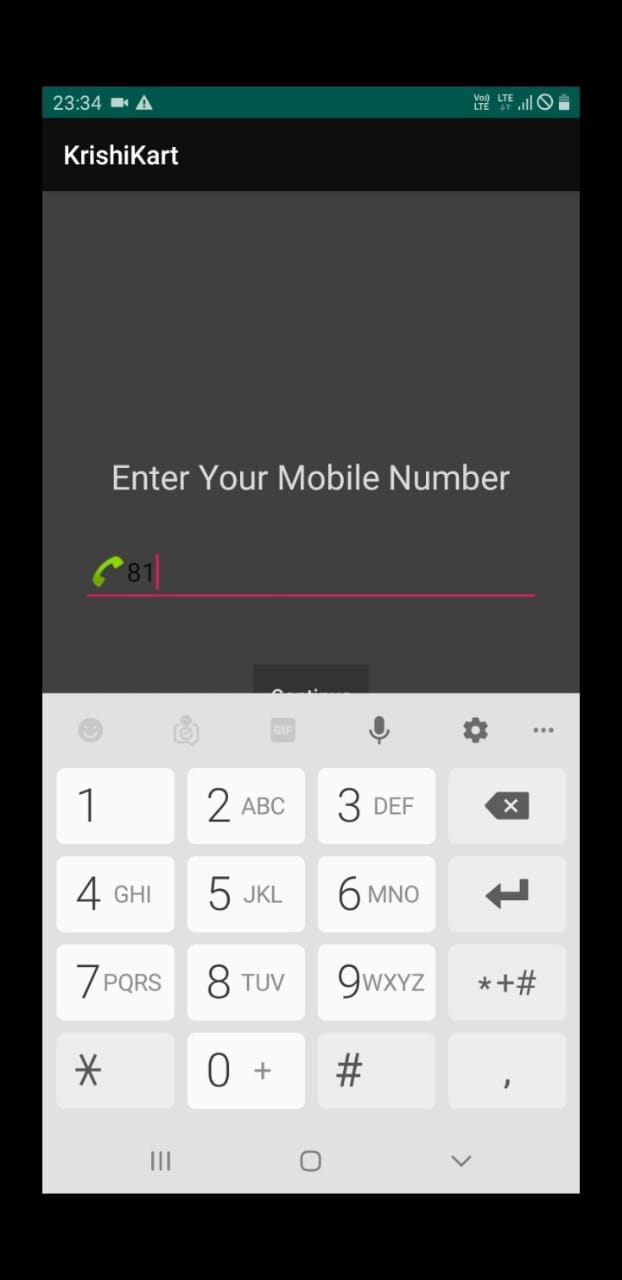 23:34 Vo)) LTE LTE
KrishiKart
Enter Your Mobile Number
81
Continue
GIF
1 2 ABC 3 DEF
4 GHI 5 JKL 6 MNO
7 PQRS 8 TUV 9 WXYZ *+#
* 0 + # ,